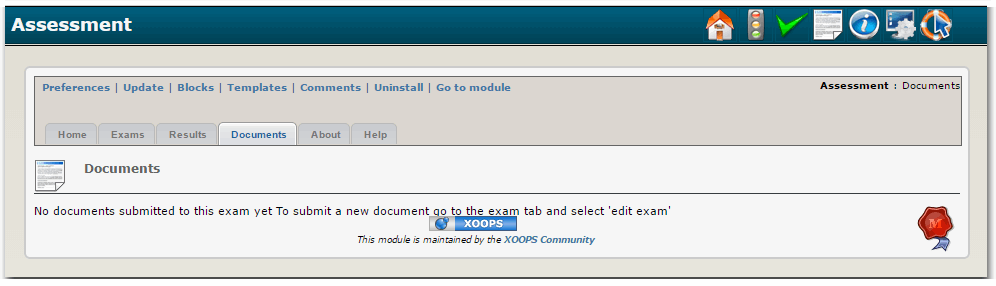 Assessment
Preferences | Update | Blocks | Templates | Comments | Uninstall | Go to module
Assessment : Documents
Home Exams Results Documents About Help
Documents
No documents submitted to this exam yet To submit a new document go to the exam tab and select 'edit exam'
XOOPS
This module is maintained by the XOOPS Community
M